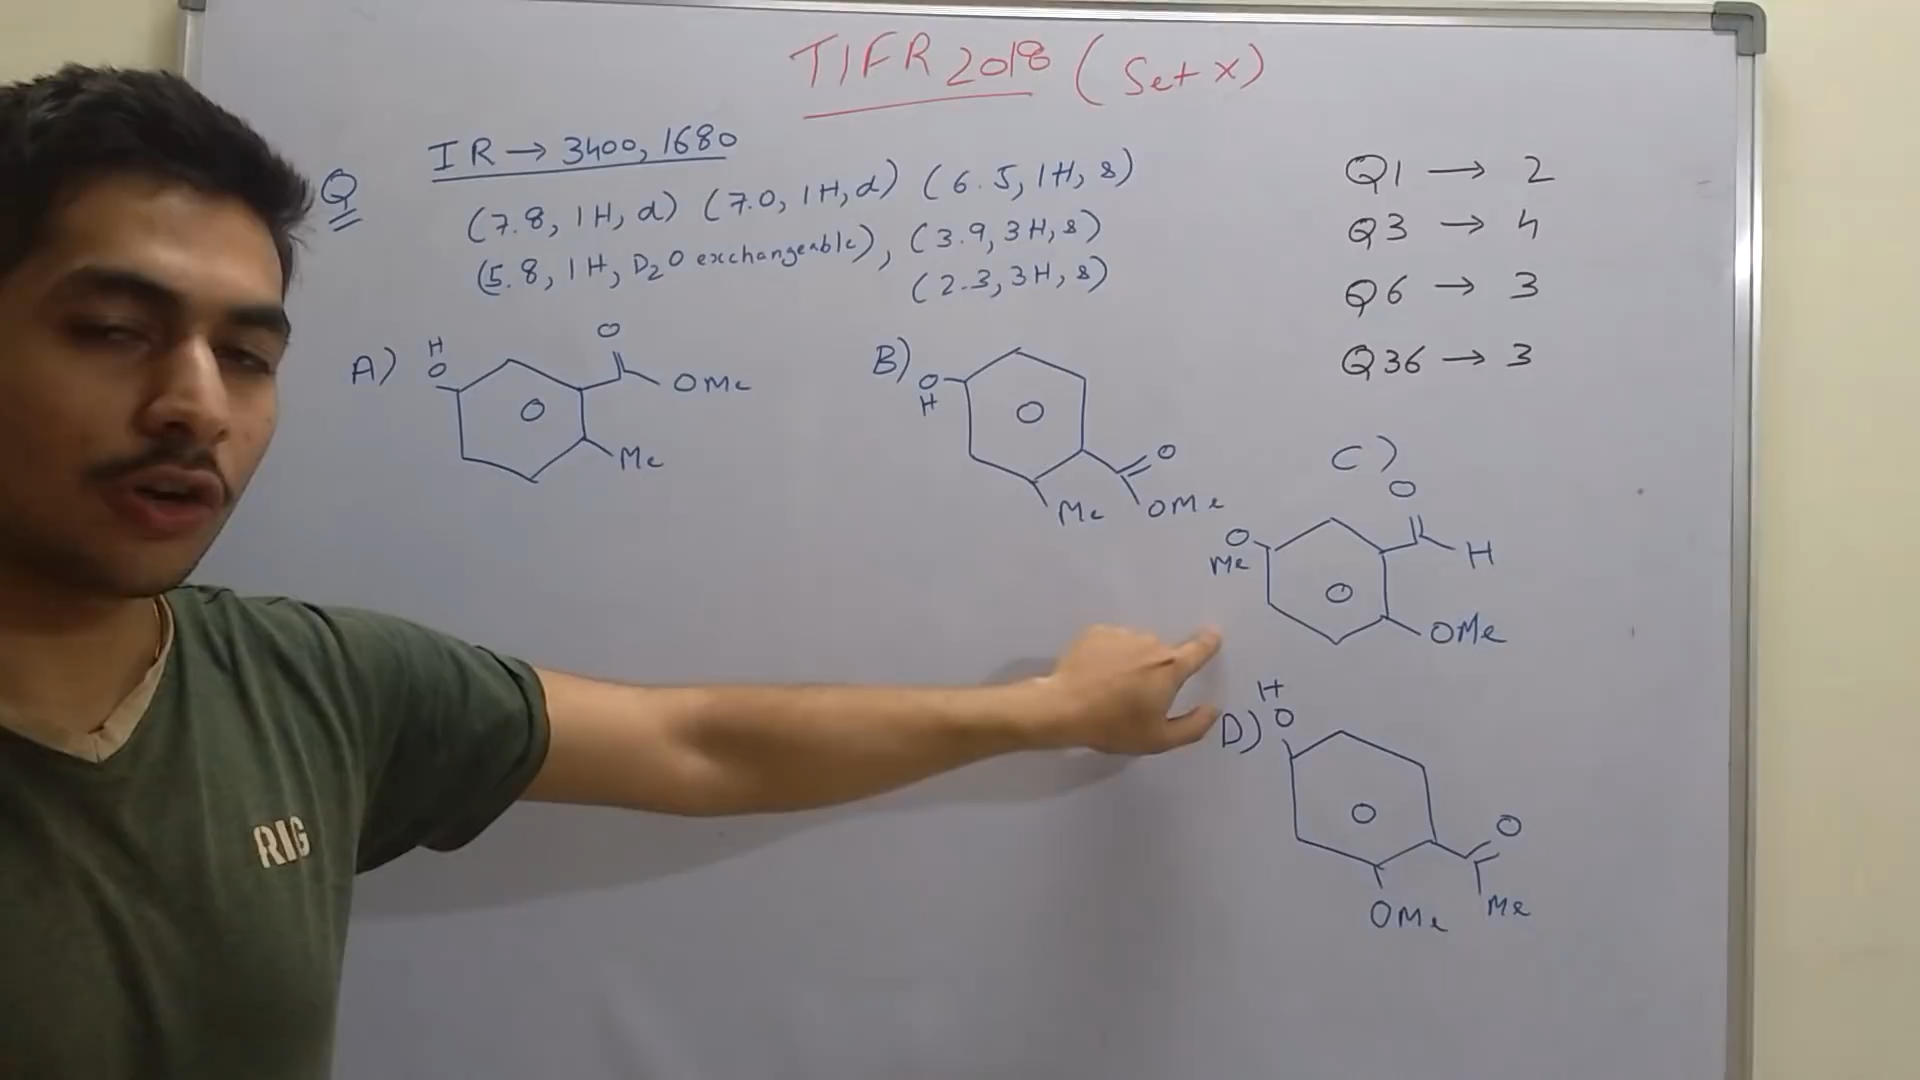 TIFR 2018 (Set X)
IR → 3400, 1680
Q
(7.8, 1H, d) (7.0, 1H, d) (6.5, 1H, s)
(5.8, 1H, D2O exchangeable), (3.9, 3H, s)
(2.3, 3H, s)
Q1 → 2
Q3 → 4
Q6 → 3
Q36 → 3
A)
H
O
O
OMe
O
Me
B)
O
H
O
O
Me
OMe
C)
O
O
Me
H
O
OMe
D)
H
O
O
O
OMe
Me
RIG